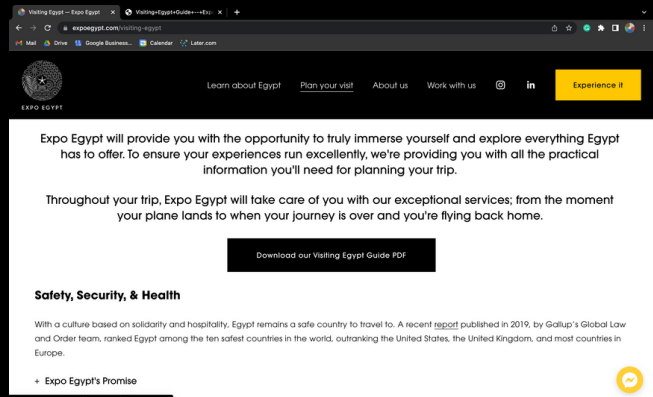 Visiting Egypt — Expo Egypt
Visiting+Egypt+Guide+-+Exp
expoegypt.com/visiting-egypt
Mail Drive Google Business... Calendar Later.com
EXPO EGYPT
Learn about Egypt Plan your visit About us Work with us in Experience it
Expo Egypt will provide you with the opportunity to truly immerse yourself and explore everything Egypt
has to offer. To ensure your experiences run excellently, we're providing you with all the practical
information you'll need for planning your trip.
Throughout your trip, Expo Egypt will take care of you with our exceptional services; from the moment
your plane lands to when your journey is over and you're flying back home.
Download our Visiting Egypt Guide PDF
Safety, Security, & Health
With a culture based on solidarity and hospitality, Egypt remains a safe country to travel to. A recent report published in 2019, by Gallup's Global Law
and Order team, ranked Egypt among the ten safest countries in the world, outranking the United States, the United Kingdom, and most countries in
Europe.
+ Expo Egypt's Promise